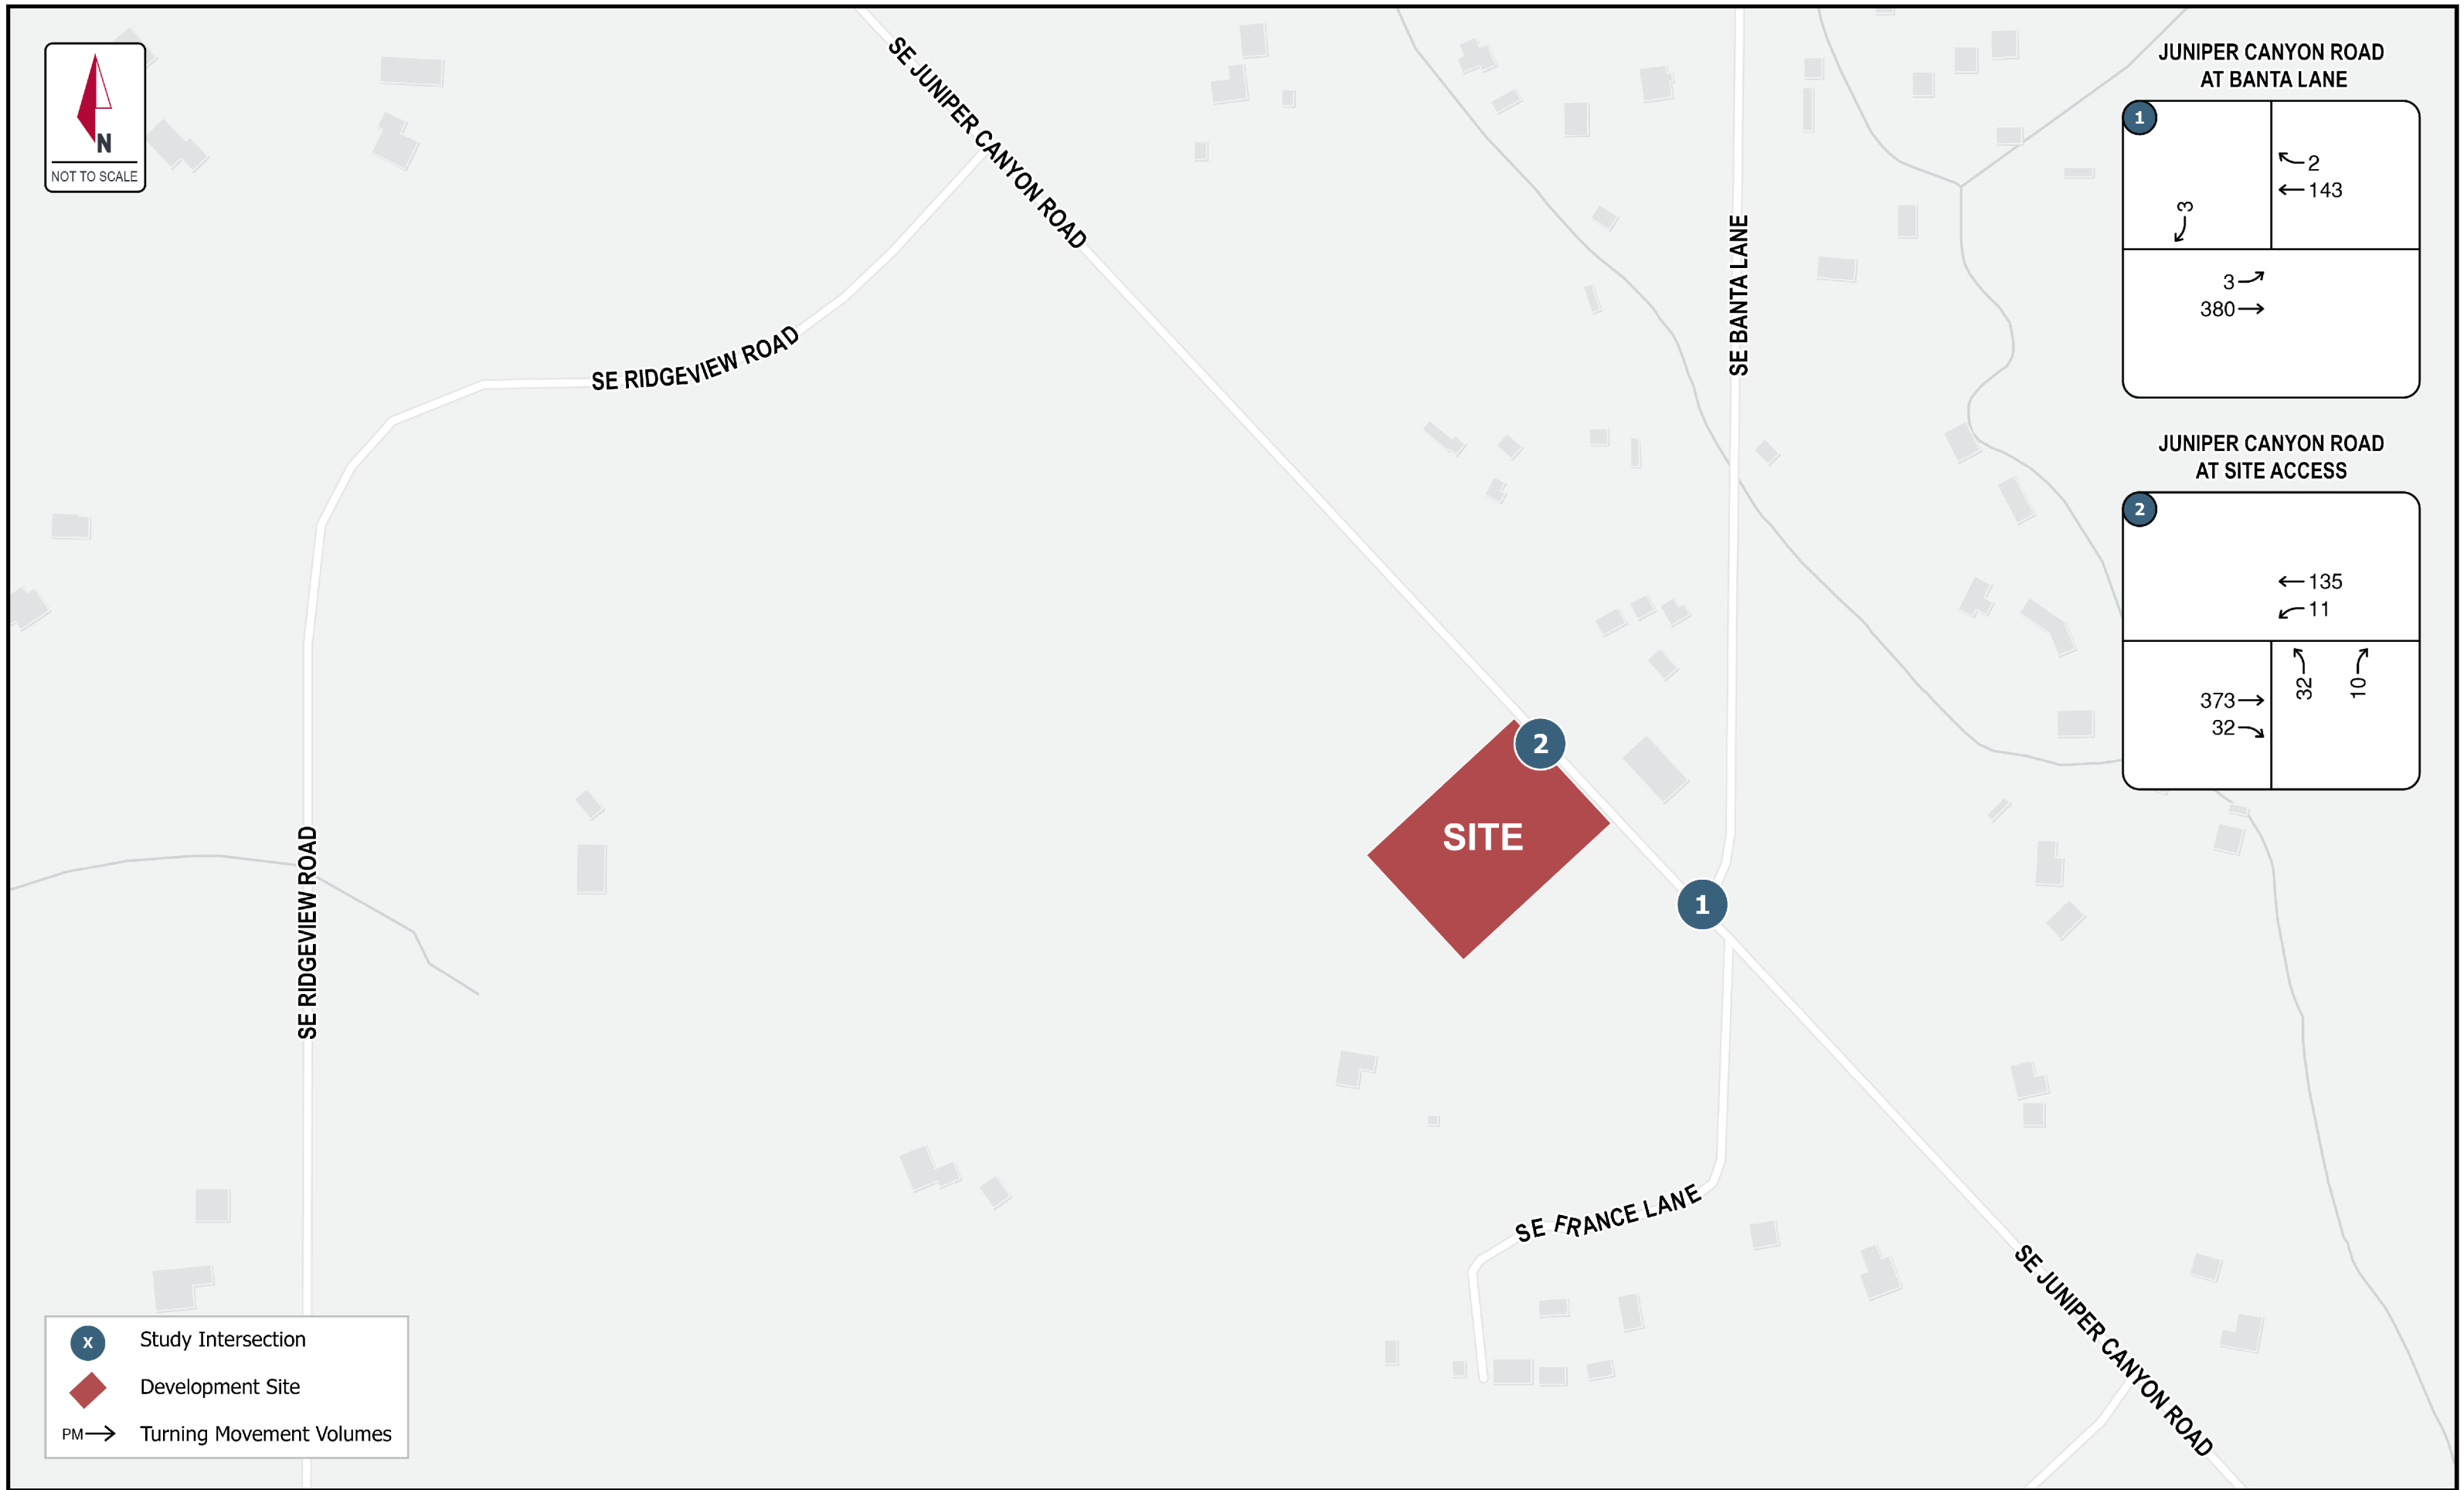 N
NOT TO SCALE
SE JUNIPER CANYON ROAD
SE RIDGEVIEW ROAD
SE BANTA LANE
JUNIPER CANYON ROAD
AT BANTA LANE
1
2
143
3
3
380
JUNIPER CANYON ROAD
AT SITE ACCESS
2
135
11
32
10
373
32
2
SITE
1
SE RIDGEVIEW ROAD
SE FRANCE LANE
SE JUNIPER CANYON ROAD
X Study Intersection
Development Site
PM Turning Movement Volumes